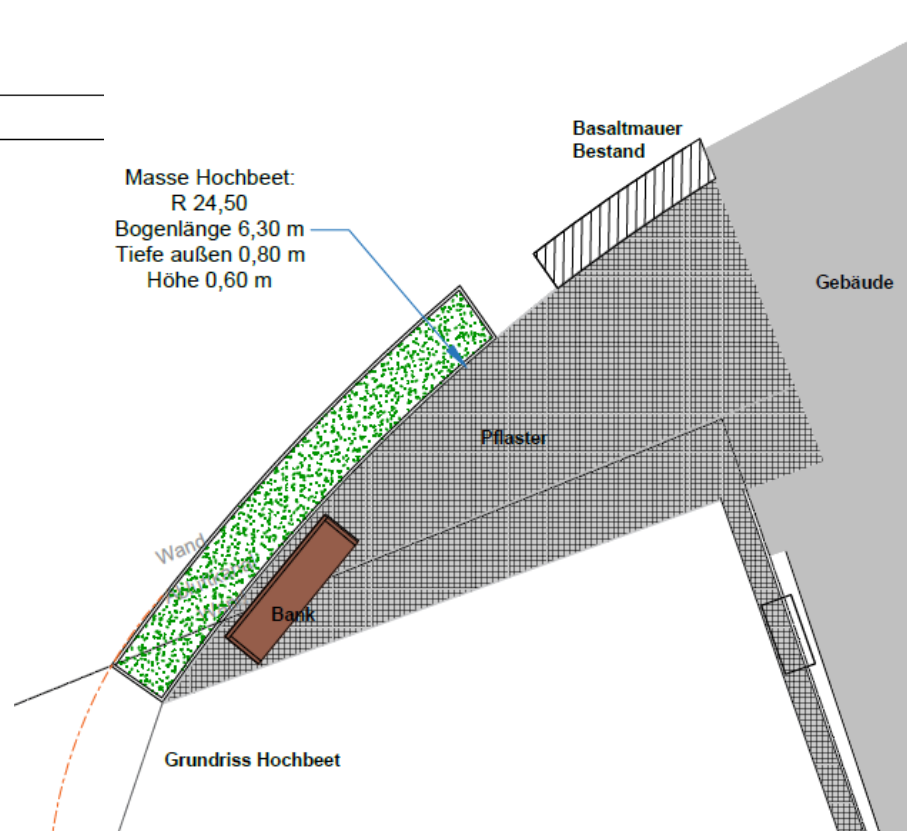 Basaltmauer
Bestand
Masse Hochbeet:
R 24,50
Bogenlänge 6,30 m
Tiefe außen 0,80 m
Höhe 0,60 m
Gebäude
Pflaster
Wand
Bank
Grundriss Hochbeet